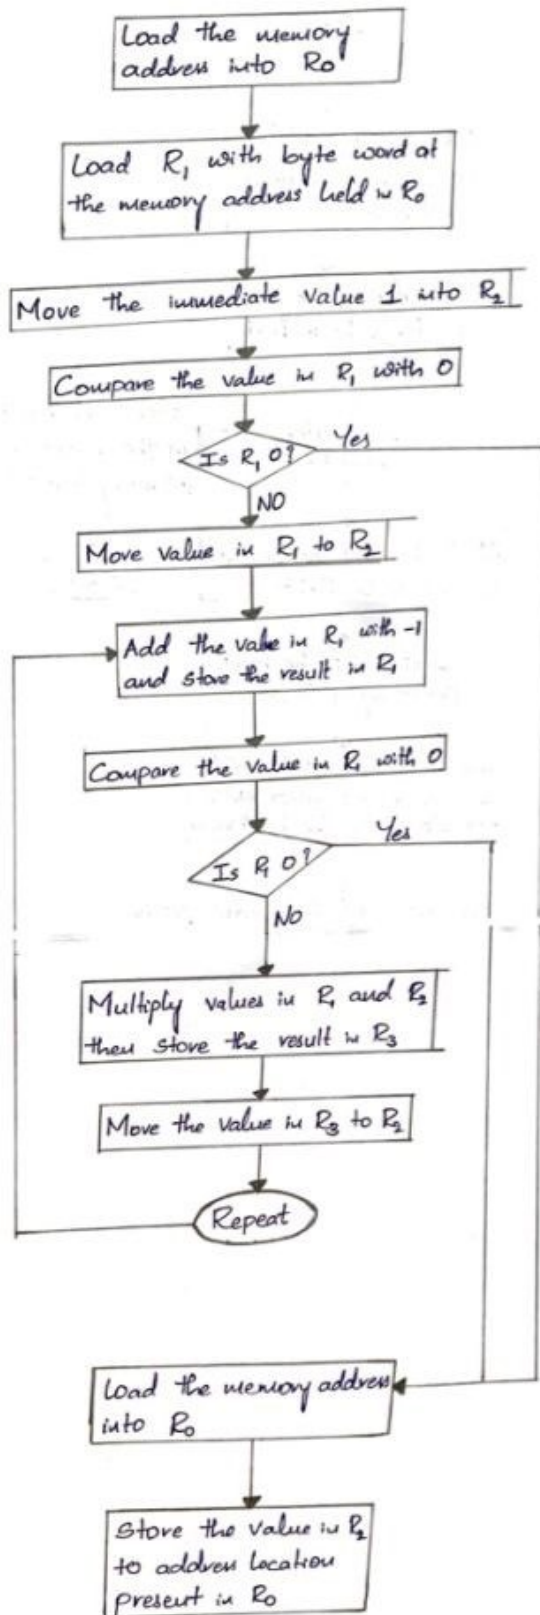 Load the memory
address into R0
Load R1 with byte word at
the memory address held in R0
Move the immediate value 1 into R2
Compare the value in R1 with 0
Is R1 0?
Yes
NO
Move value in R1 to R2
Add the value in R1 with -1
and store the result in R1
Compare the value in R1 with 0
Is R1 0?
Yes
No
Multiply values in R1 and R2
then store the result in R3
Move the value in R3 to R2
Repeat
Load the memory address
into R0
Store the value in R2
to address location
present in R0